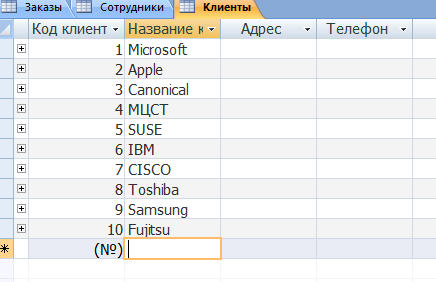 Заказы Сотрудники Клиенты
Код клиент Название к Адрес Телефон
1 Microsoft
2 Apple
3 Canonical
4 МЦСТ
5 SUSE
6 IBM
7 CISCO
8 Toshiba
9 Samsung
10 Fujitsu
(№)